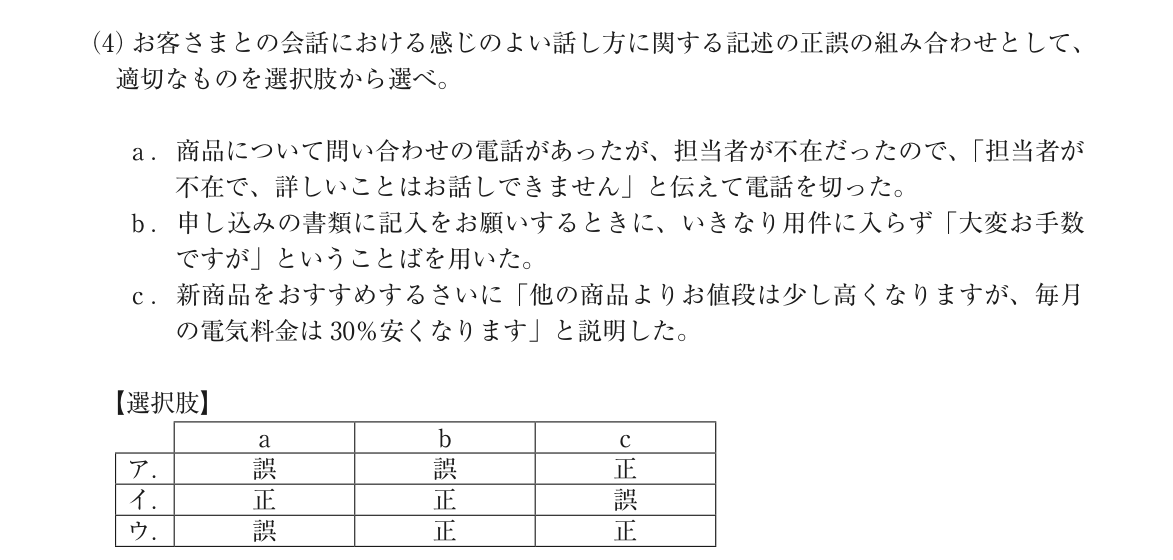 (4) お客さまとの会話における感じのよい話し方に関する記述の正誤の組み合わせとして、
適切なものを選択肢から選べ。
a．商品について問い合わせの電話があったが、担当者が不在だったので、「担当者が
不在で、詳しいことはお話しできません」と伝えて電話を切った。
b．申し込みの書類に記入をお願いするときに、いきなり用件に入らず「大変お手数
ですが」ということばを用いた。
c．新商品をおすすめするさいに「他の商品よりお値段は少し高くなりますが、毎月
の電気料金は 30％安くなります」と説明した。
【選択肢】
a b c
ア． 誤 誤 正
イ． 正 正 誤
ウ． 誤 正 正